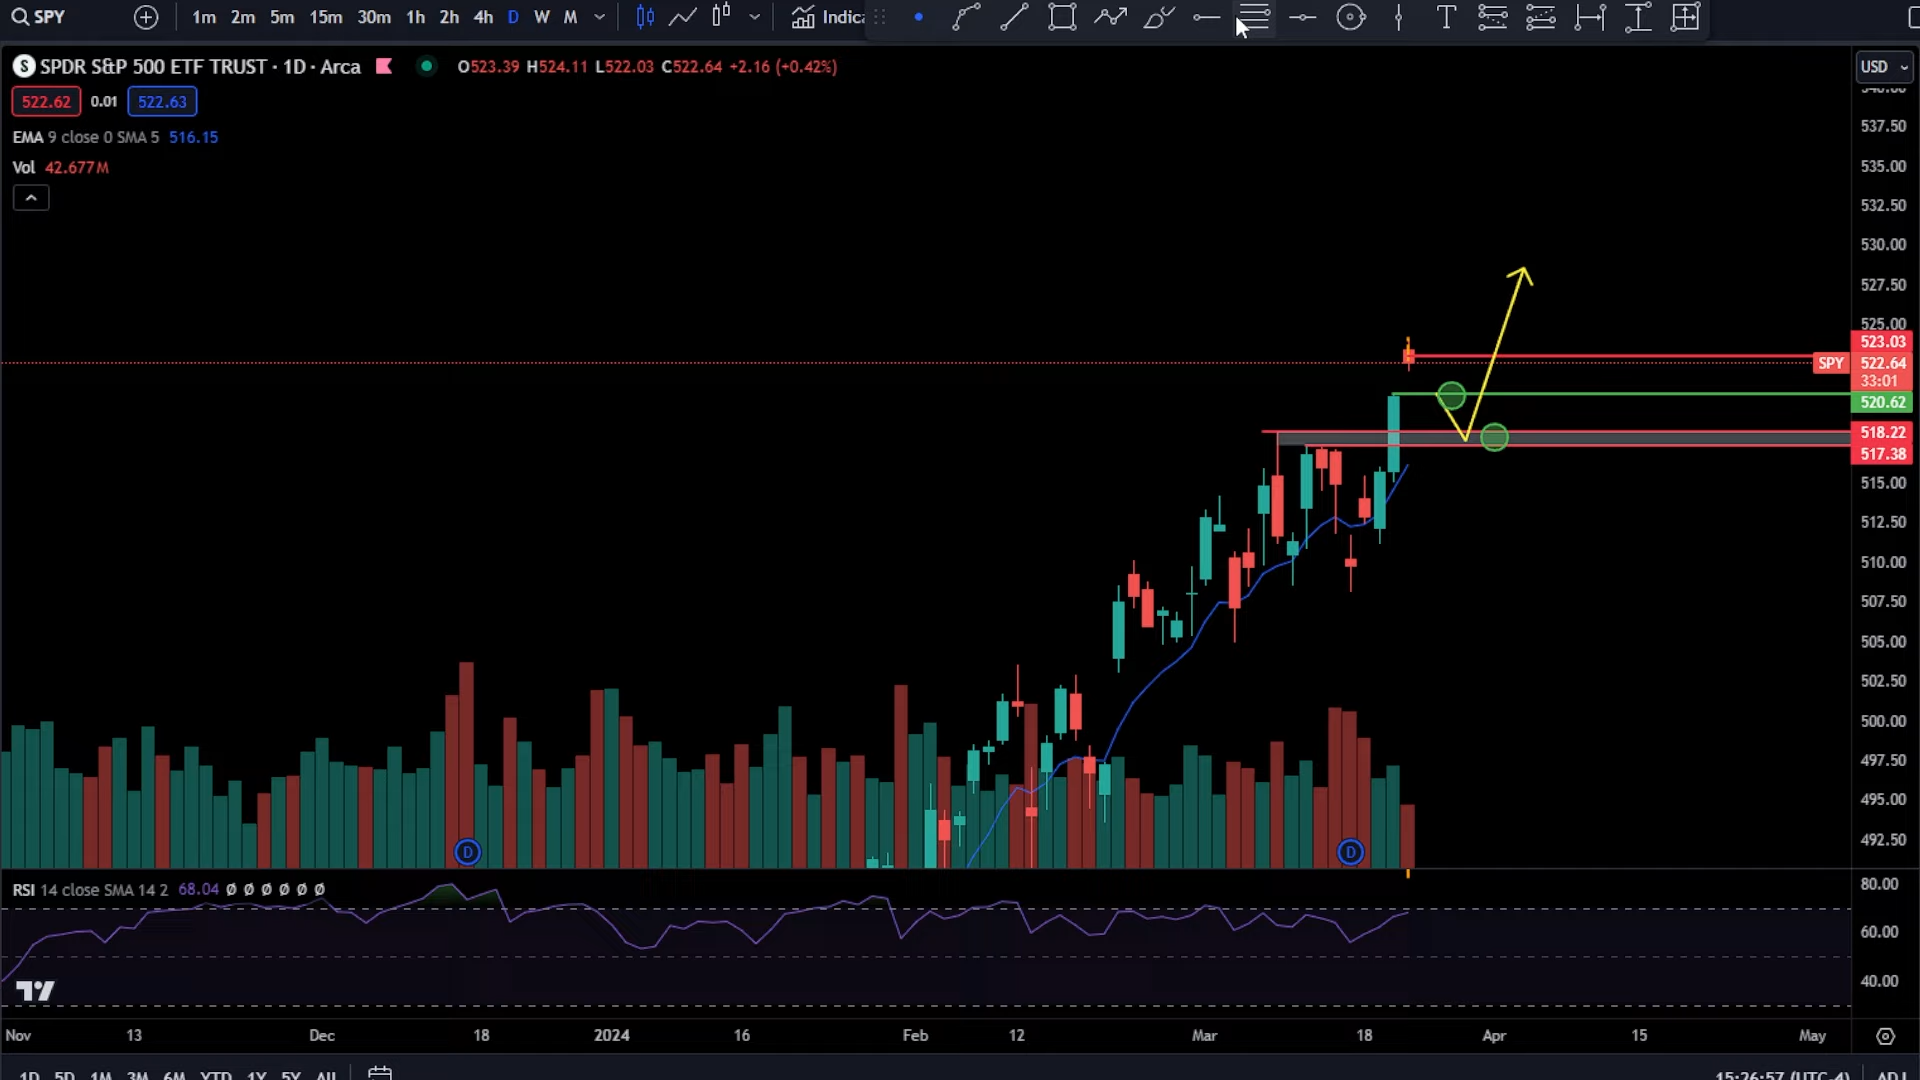 SPY 1m 2m 5m 15m 30m 1h 2h 4h D W M Indica T
S SPDR S&P 500 ETF TRUST · 1D · Arca O523.39 H524.11 L522.03 C522.64 +2.16 (+0.42%) USD
522.62 0.01 522.63
EMA 9 close 0 SMA 5 516.15
Vol 42.677M
540.00
537.50
535.00
532.50
530.00
527.50
525.00
523.03
SPY 522.64
33:01
520.62
518.22
517.38
515.00
512.50
510.00
507.50
505.00
502.50
500.00
497.50
495.00
492.50
D D
RSI 14 close SMA 14 2 68.04 Ø Ø Ø Ø Ø Ø
80.00
60.00
40.00
Nov 13 Dec 18 2024 16 Feb 12 Mar 18 Apr 15 May
1D 5D 1M 3M 6M YTD 1Y 5Y All 15:26:57 (UTC-4) ADJ